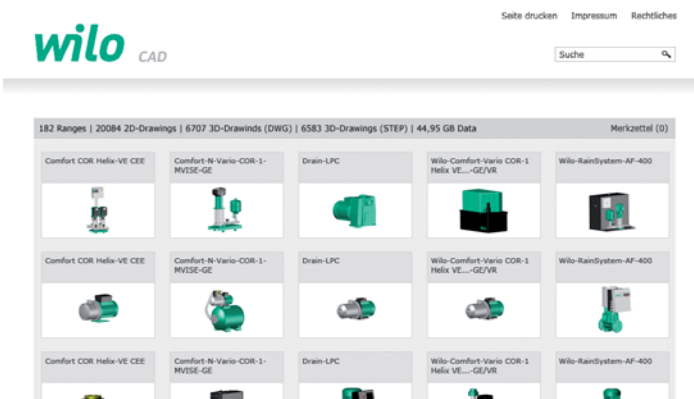 Seite drucken Impressum Rechtliches
wilo CAD
Suche
182 Ranges | 20084 2D-Drawings | 6707 3D-Drawinds (DWG) | 6583 3D-Drawings (STEP) | 44,95 GB Data Merkzettel (0)
Comfort COR Helix-VE CEE
Comfort-N-Vario-COR-1-
MVISE-GE
Drain-LPC
Wilo-Comfort-Vario COR-1
Helix VE...-GE/VR
Wilo-RainSystem-AF-400
Comfort COR Helix-VE CEE
Comfort-N-Vario-COR-1-
MVISE-GE
Drain-LPC
Wilo-Comfort-Vario COR-1
Helix VE...-GE/VR
Wilo-RainSystem-AF-400
Comfort COR Helix-VE CEE
Comfort-N-Vario-COR-1-
MVISE-GE
Drain-LPC
Wilo-Comfort-Vario COR-1
Helix VE...-GE/VR
Wilo-RainSystem-AF-400